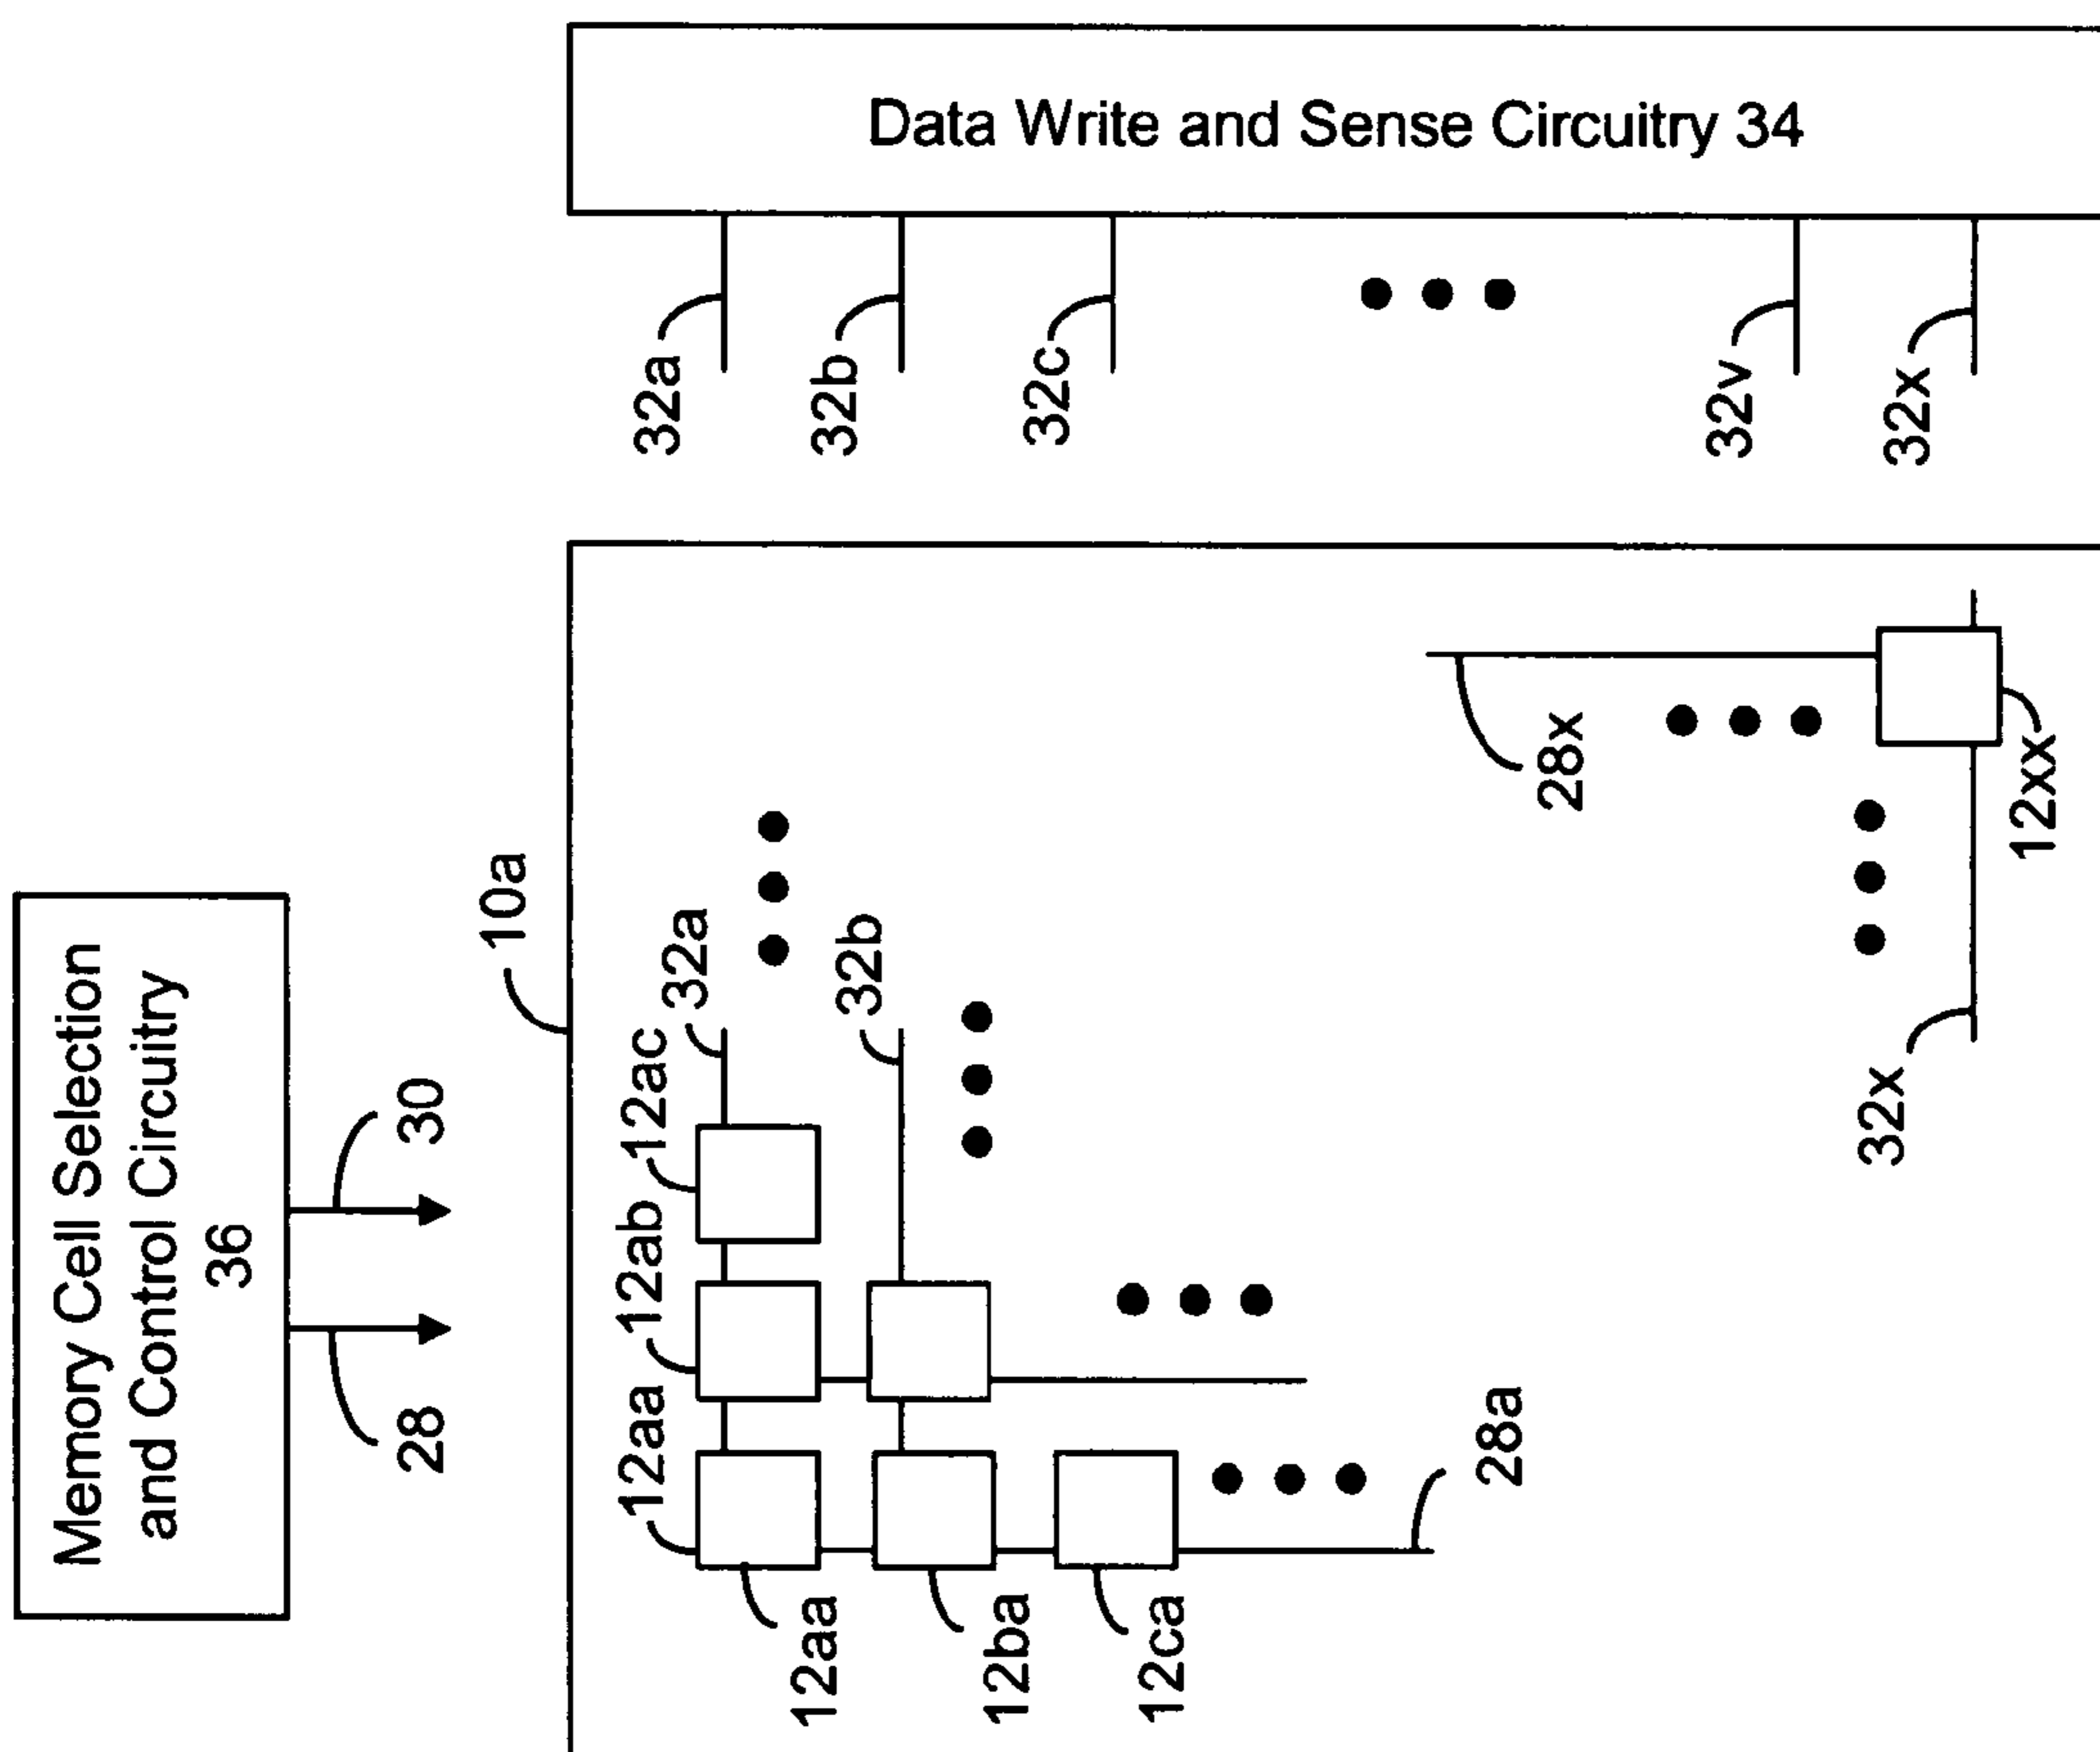 Data Write and Sense Circuitry 34
32a
32b
32c
32v
32x
Memory Cell Selection
and Control Circuitry
36
28
30
10a
12aa
12ab
12ac
32a
32b
28x
12xx
32x
28a
12aa
12ba
12ca